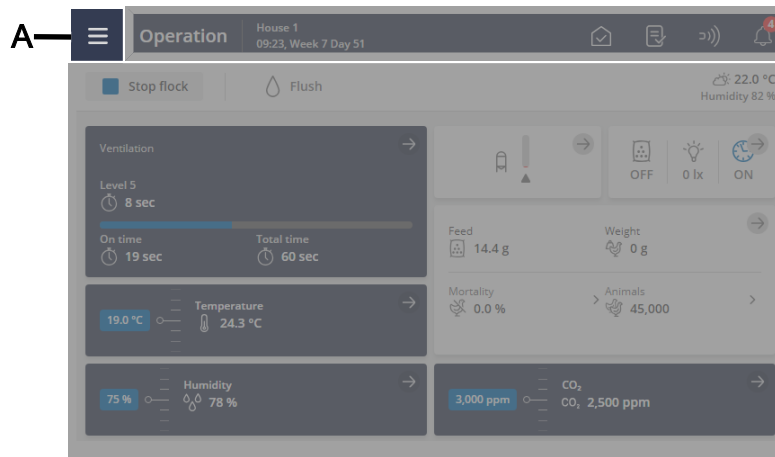 A
Operation
House 1
09:23, Week 7 Day 51
4
Stop flock
Flush
22.0 °C
Humidity 82 %
Ventilation
Level 5
8 sec
On time
Total time
19 sec
60 sec
OFF
0 lx
ON
Feed
Weight
14.4 g
0 g
Mortality
Animals
0.0 %
45,000
19.0 °C
Temperature
24.3 °C
75 %
Humidity
78 %
3,000 ppm
CO₂
CO₂ 2,500 ppm